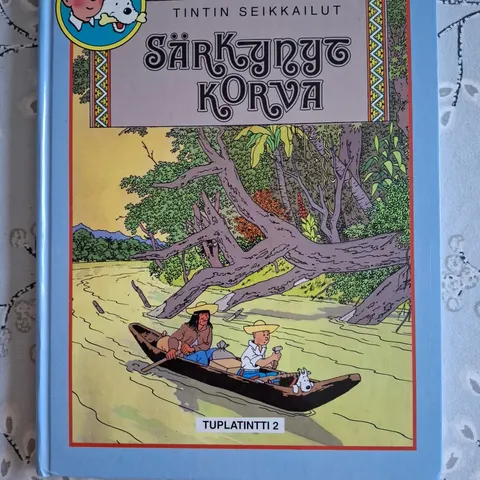 TINTIN SEIKKAILUT
SÄRKYNYT
KORVA
TUPLATINTTI 2